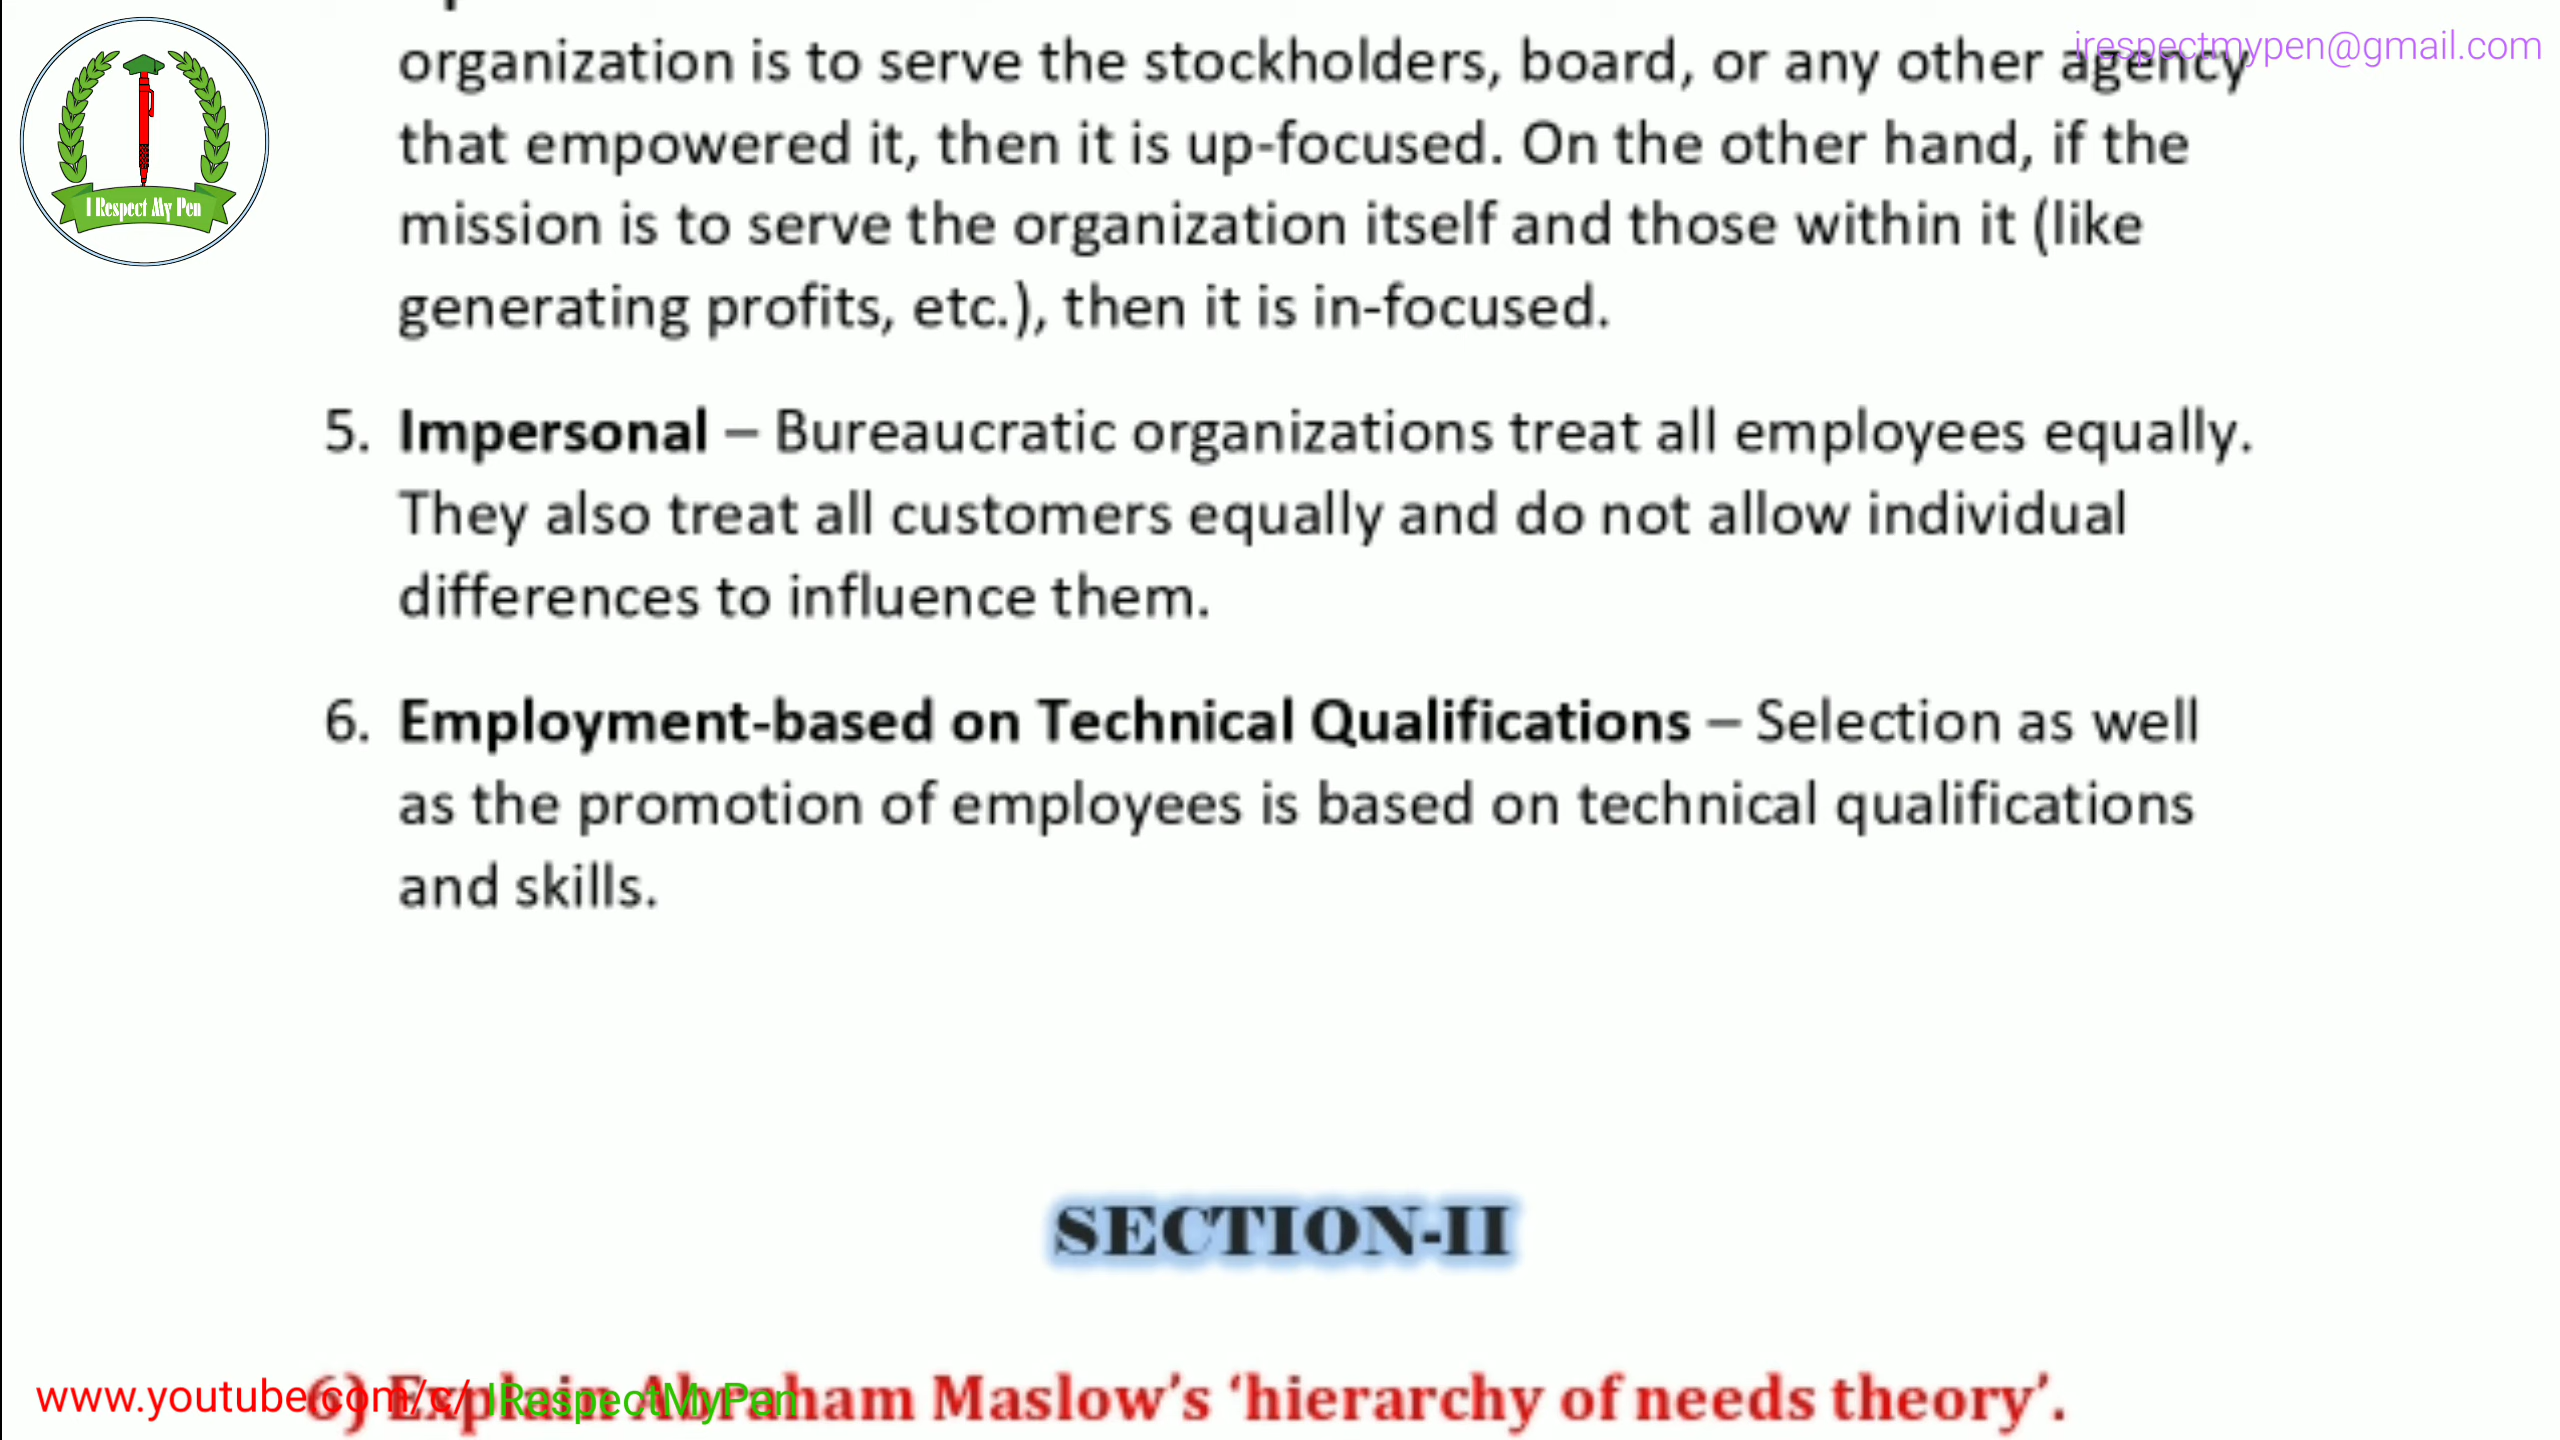 irespectmypen@gmail.com
organization is to serve the stockholders, board, or any other agency
that empowered it, then it is up-focused. On the other hand, if the
mission is to serve the organization itself and those within it (like
generating profits, etc.), then it is in-focused.
I Respect My Pen
5. Impersonal – Bureaucratic organizations treat all employees equally.
They also treat all customers equally and do not allow individual
differences to influence them.
6. Employment-based on Technical Qualifications – Selection as well
as the promotion of employees is based on technical qualifications
and skills.
SECTION-II
6) Explain Abraham Maslow’s ‘hierarchy of needs theory’.
www.youtube.com/c/IRespectMyPen